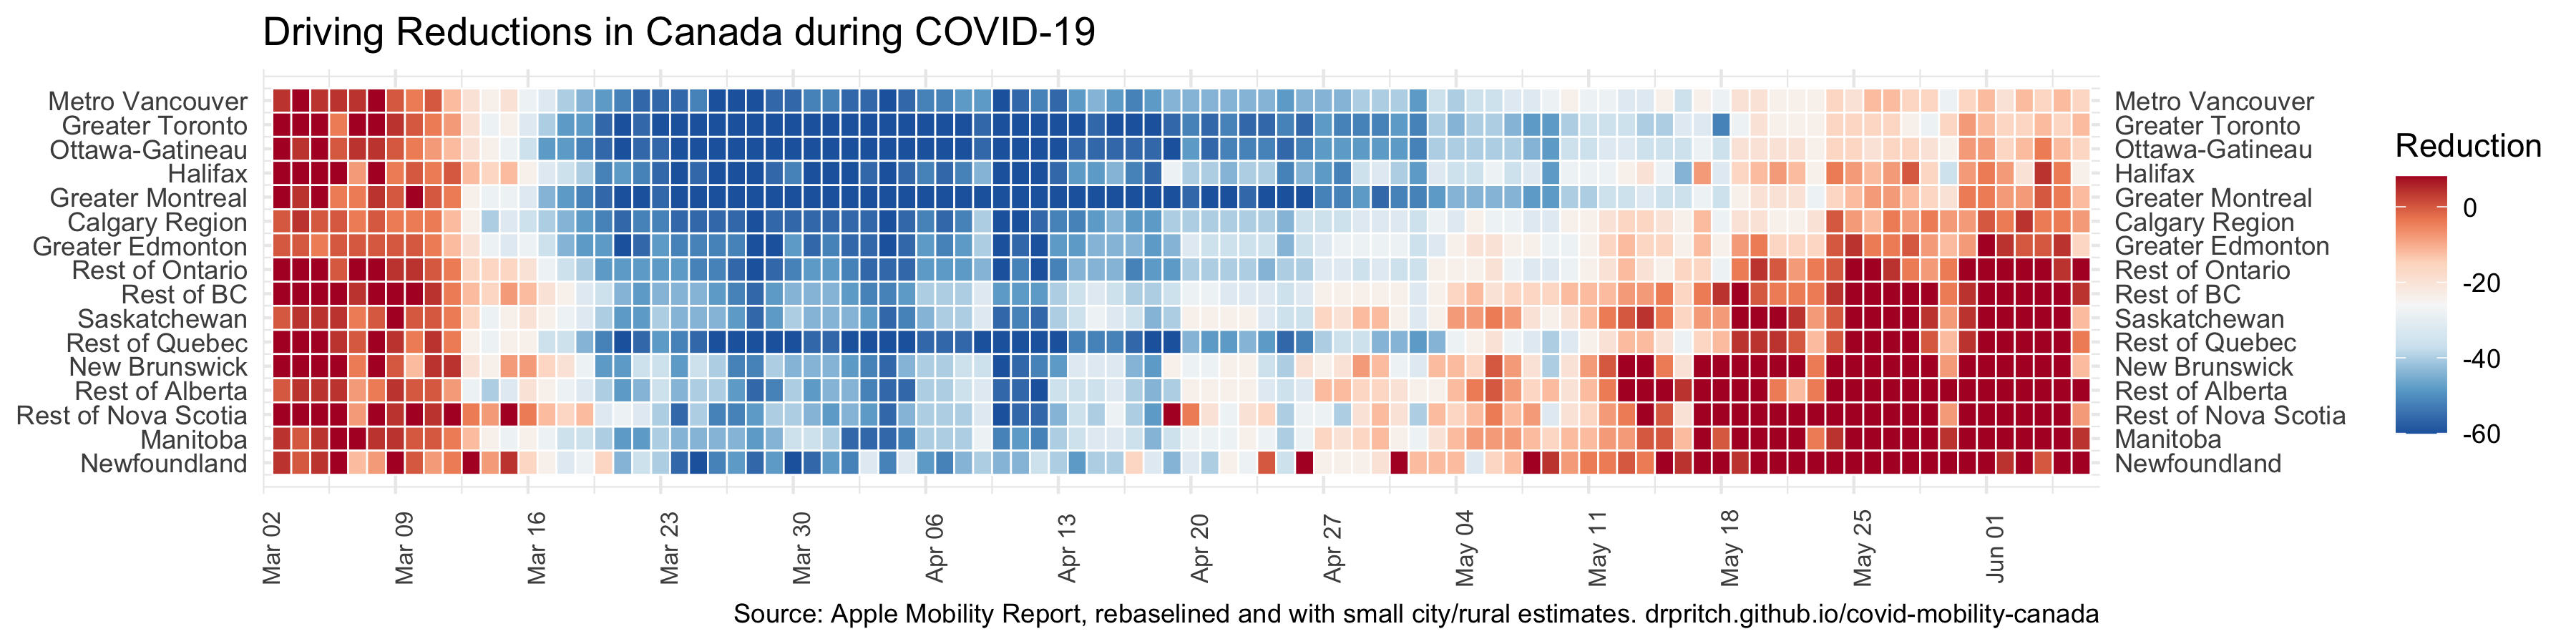 Driving Reductions in Canada during COVID-19
Metro Vancouver
Greater Toronto
Ottawa-Gatineau
Halifax
Greater Montreal
Calgary Region
Greater Edmonton
Rest of Ontario
Rest of BC
Saskatchewan
Rest of Quebec
New Brunswick
Rest of Alberta
Rest of Nova Scotia
Manitoba
Newfoundland
Metro Vancouver
Greater Toronto
Ottawa-Gatineau
Halifax
Greater Montreal
Calgary Region
Greater Edmonton
Rest of Ontario
Rest of BC
Saskatchewan
Rest of Quebec
New Brunswick
Rest of Alberta
Rest of Nova Scotia
Manitoba
Newfoundland
Reduction
0
-20
-40
-60
Mar 02
Mar 09
Mar 16
Mar 23
Mar 30
Apr 06
Apr 13
Apr 20
Apr 27
May 04
May 11
May 18
May 25
Jun 01
Source: Apple Mobility Report, rebaselined and with small city/rural estimates. drpritch.github.io/covid-mobility-canada